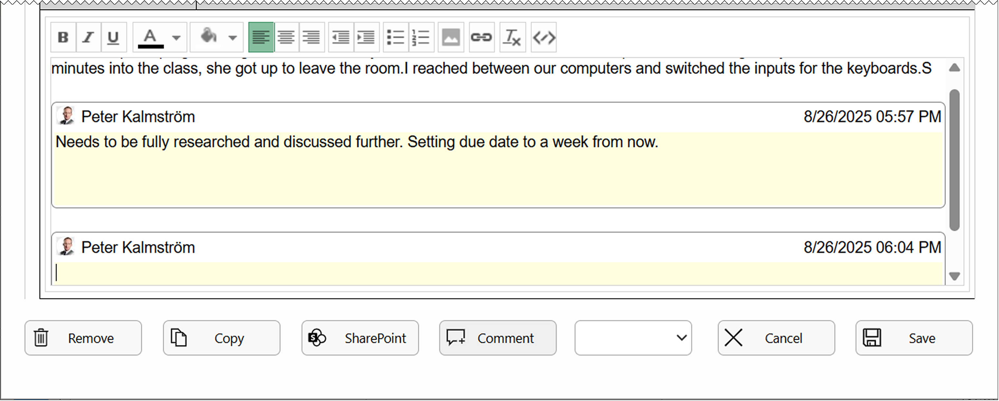 B I U A
minutes into the class, she got up to leave the room.I reached between our computers and switched the inputs for the keyboards.S
Peter Kalmström 8/26/2025 05:57 PM
Needs to be fully researched and discussed further. Setting due date to a week from now.
Peter Kalmström 8/26/2025 06:04 PM
Remove Copy SharePoint Comment Cancel Save